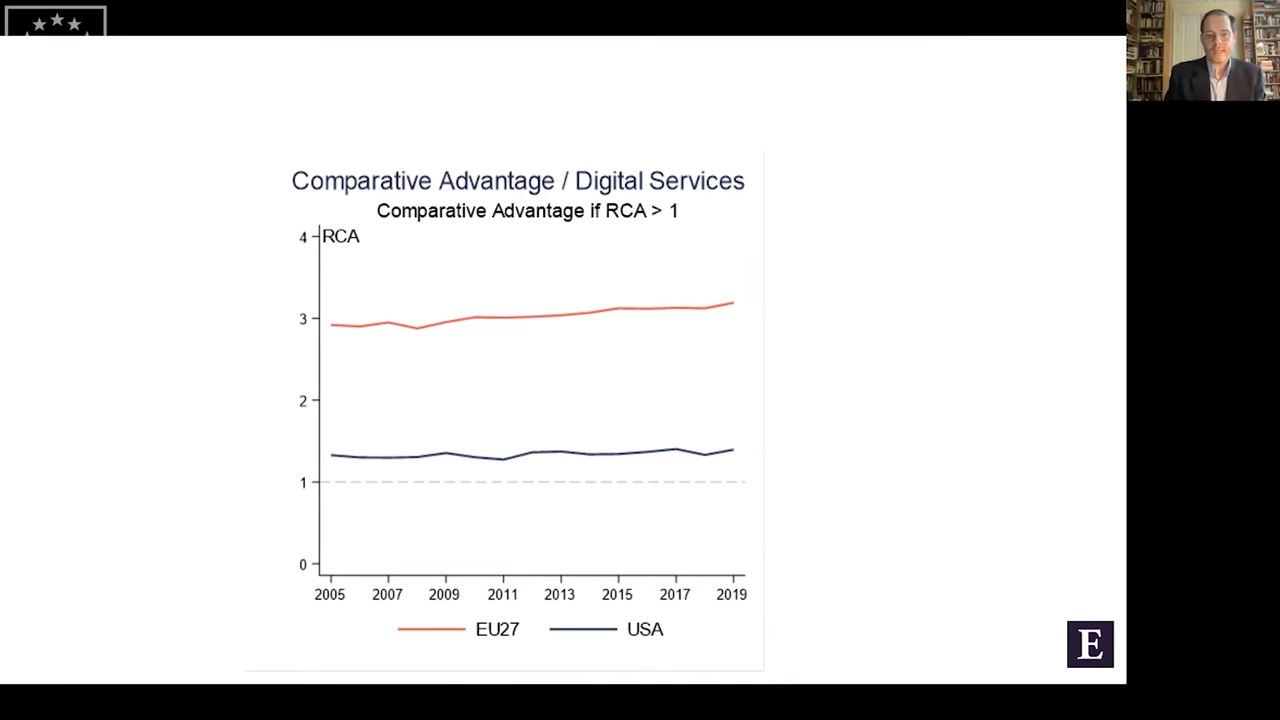 Comparative Advantage / Digital Services
Comparative Advantage if RCA > 1
RCA
4
3
2
1
0
2005 2007 2009 2011 2013 2015 2017 2019
EU27 USA
E